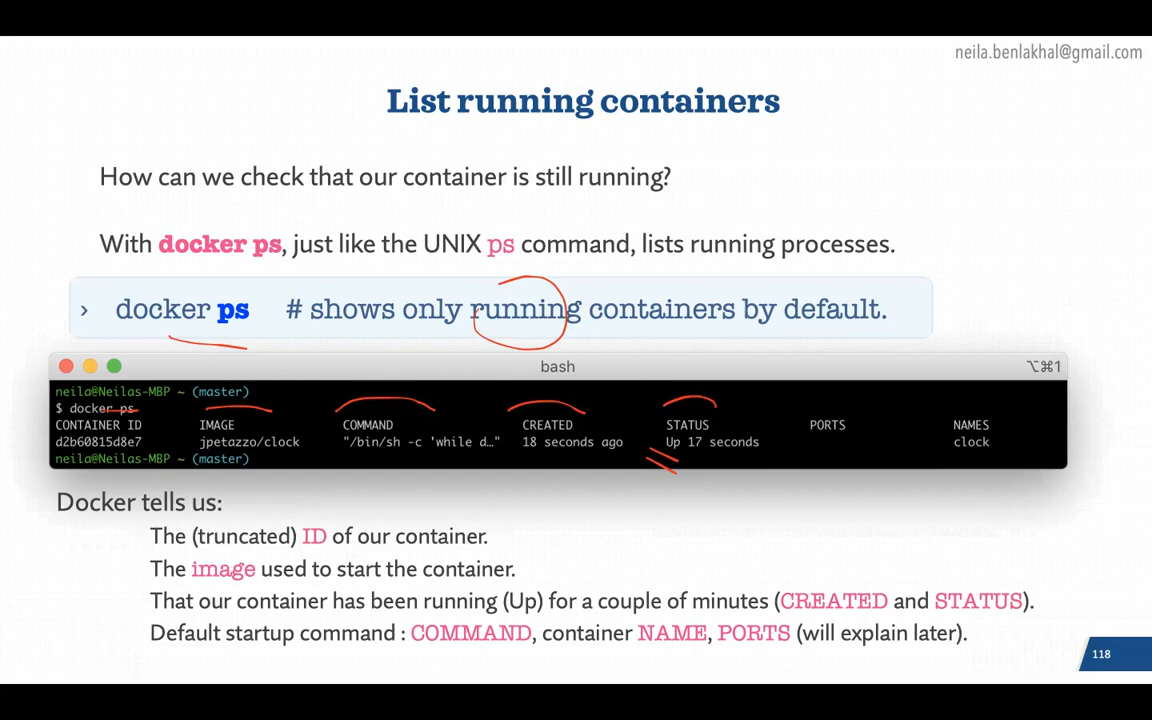 neila.benlakhal@gmail.com
List running containers
How can we check that our container is still running?
With docker ps, just like the UNIX ps command, lists running processes.
› docker ps # shows only running containers by default.
bash ⌥⌘1
neila@Neilas-MBP ~ (master)
$ docker ps
CONTAINER ID IMAGE COMMAND CREATED STATUS PORTS NAMES
d2b60815d8e7 jpetazzo/clock "/bin/sh -c 'while d…" 18 seconds ago Up 17 seconds clock
neila@Neilas-MBP ~ (master)
Docker tells us:
The (truncated) ID of our container.
The image used to start the container.
That our container has been running (Up) for a couple of minutes (CREATED and STATUS).
Default startup command : COMMAND, container NAME, PORTS (will explain later).
118